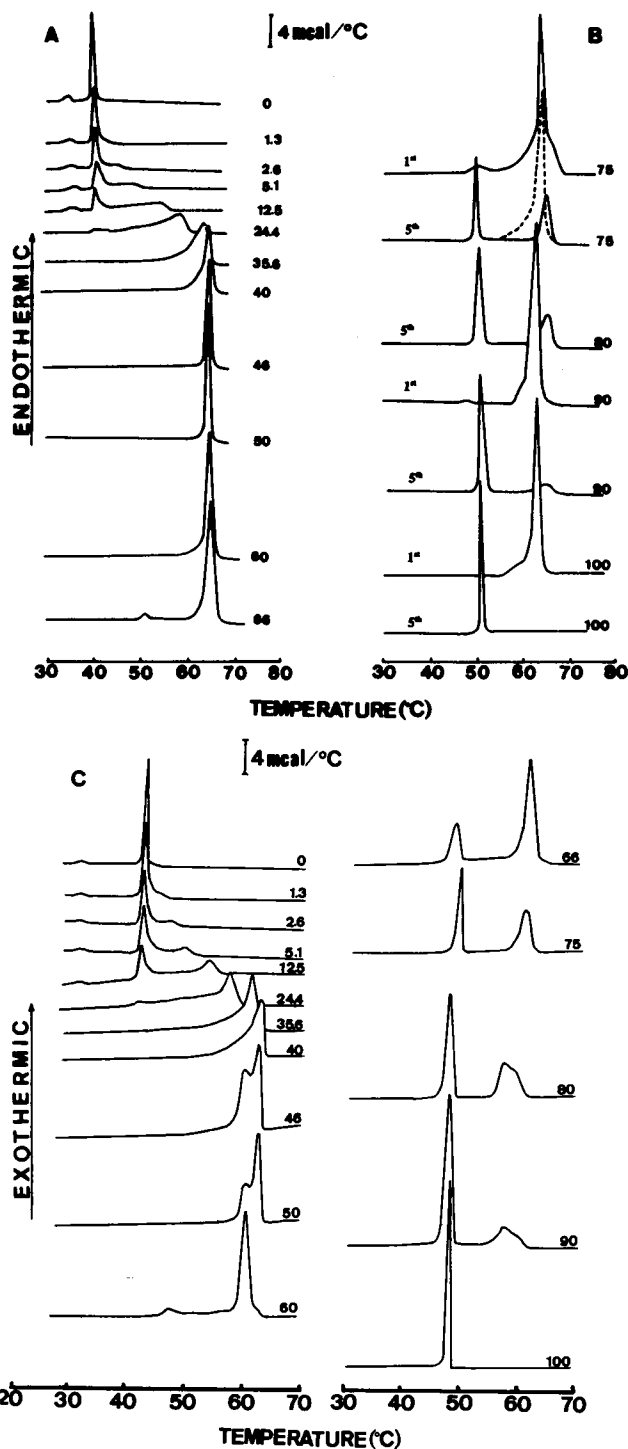 A
4 mcal/°C
B
0
1.3
2.6
5.1
12.5
24.4
35.6
40
46
50
60
66
ENDOTHERMIC
1st 75
5th 75
5th 80
1st 90
5th 90
1st 100
5th 100
30 40 50 60 70 80
30 40 50 60 70 80
TEMPERATURE(°C)
C
4 mcal/°C
0
1.3
2.6
5.1
12.5
24.4
35.6
40
46
50
60
EXOTHERMIC
66
75
80
90
100
20 30 40 50 60 70
30 40 50 60 70
TEMPERATURE(°C)